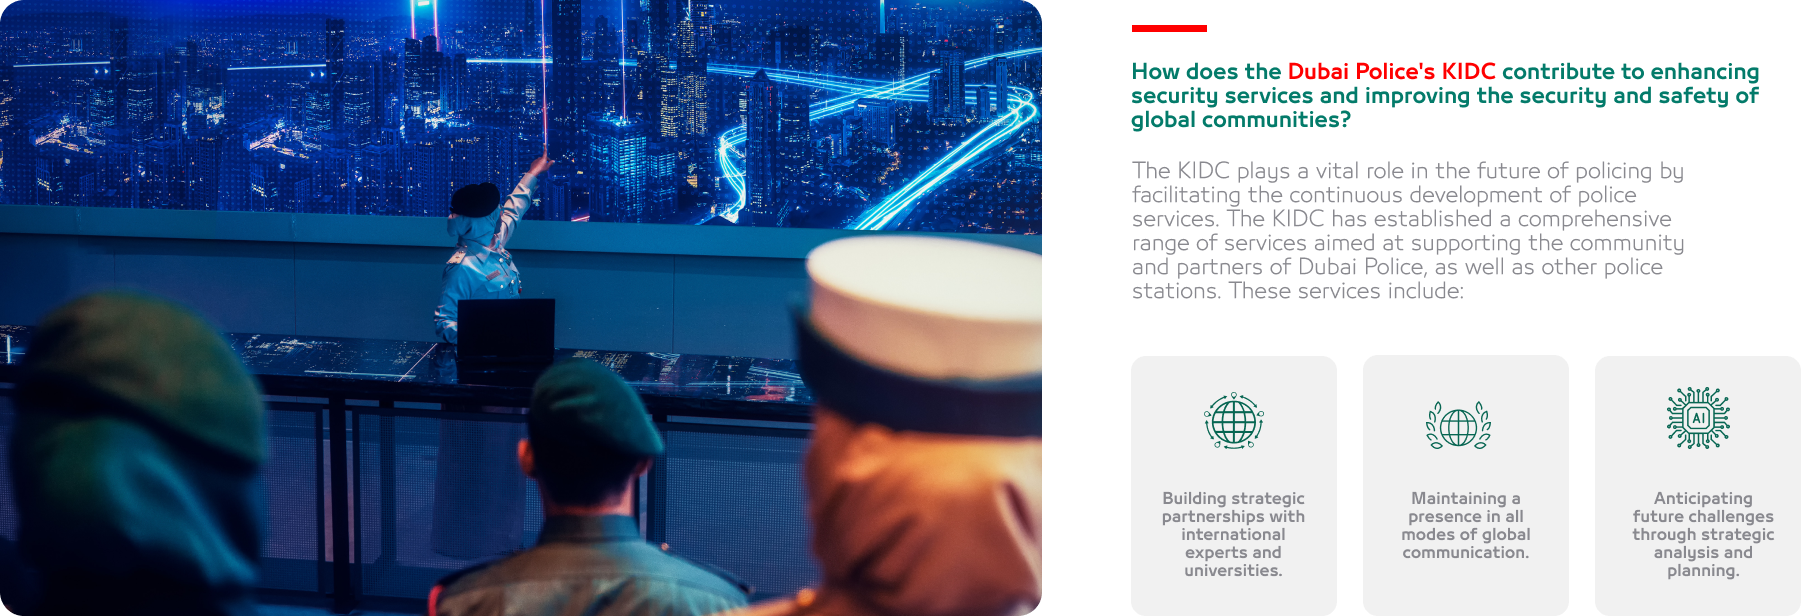 How does the Dubai Police's KIDC contribute to enhancing
security services and improving the security and safety of
global communities?
The KIDC plays a vital role in the future of policing by
facilitating the continuous development of police
services. The KIDC has established a comprehensive
range of services aimed at supporting the community
and partners of Dubai Police, as well as other police
stations. These services include:
Building strategic
partnerships with
international
experts and
universities.
Maintaining a
presence in all
modes of global
communication.
AI
Anticipating
future challenges
through strategic
analysis and
planning.